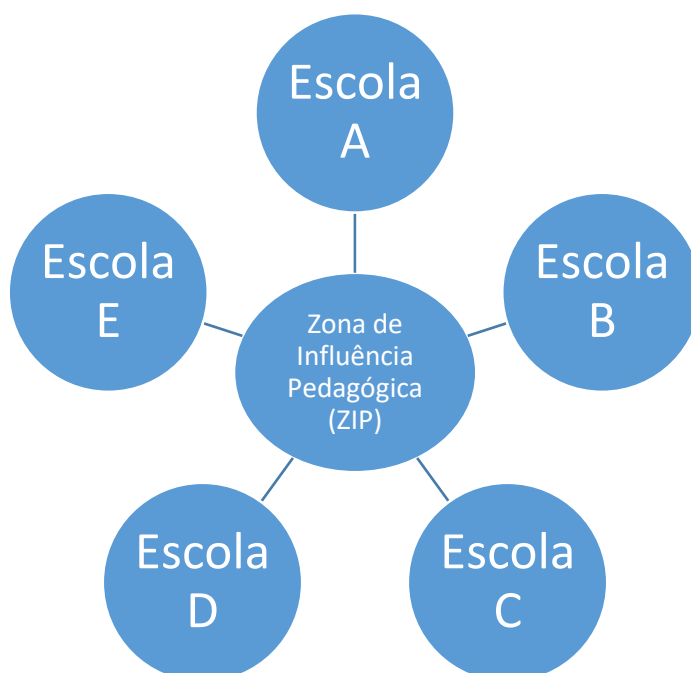 Escola
A
Escola
E
Escola
B
Zona de
Influência
Pedagógica
(ZIP)
Escola
D
Escola
C